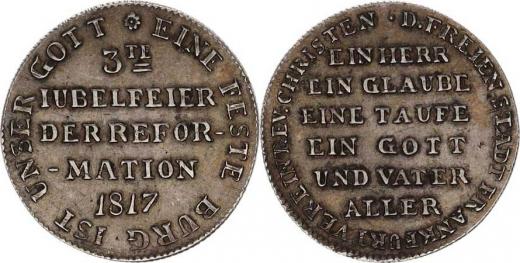 EINE FESTE BURG IST UNSER GOTT
3TE
IUBELFEIER
DER REFOR-
-MATION
1817
VEREINT. EV. CHRISTEN · D. FREIEN STADT FRANKFURT
EIN HERR
EIN GLAUBE
EINE TAUFE
EIN GOTT
UND VATER
ALLER